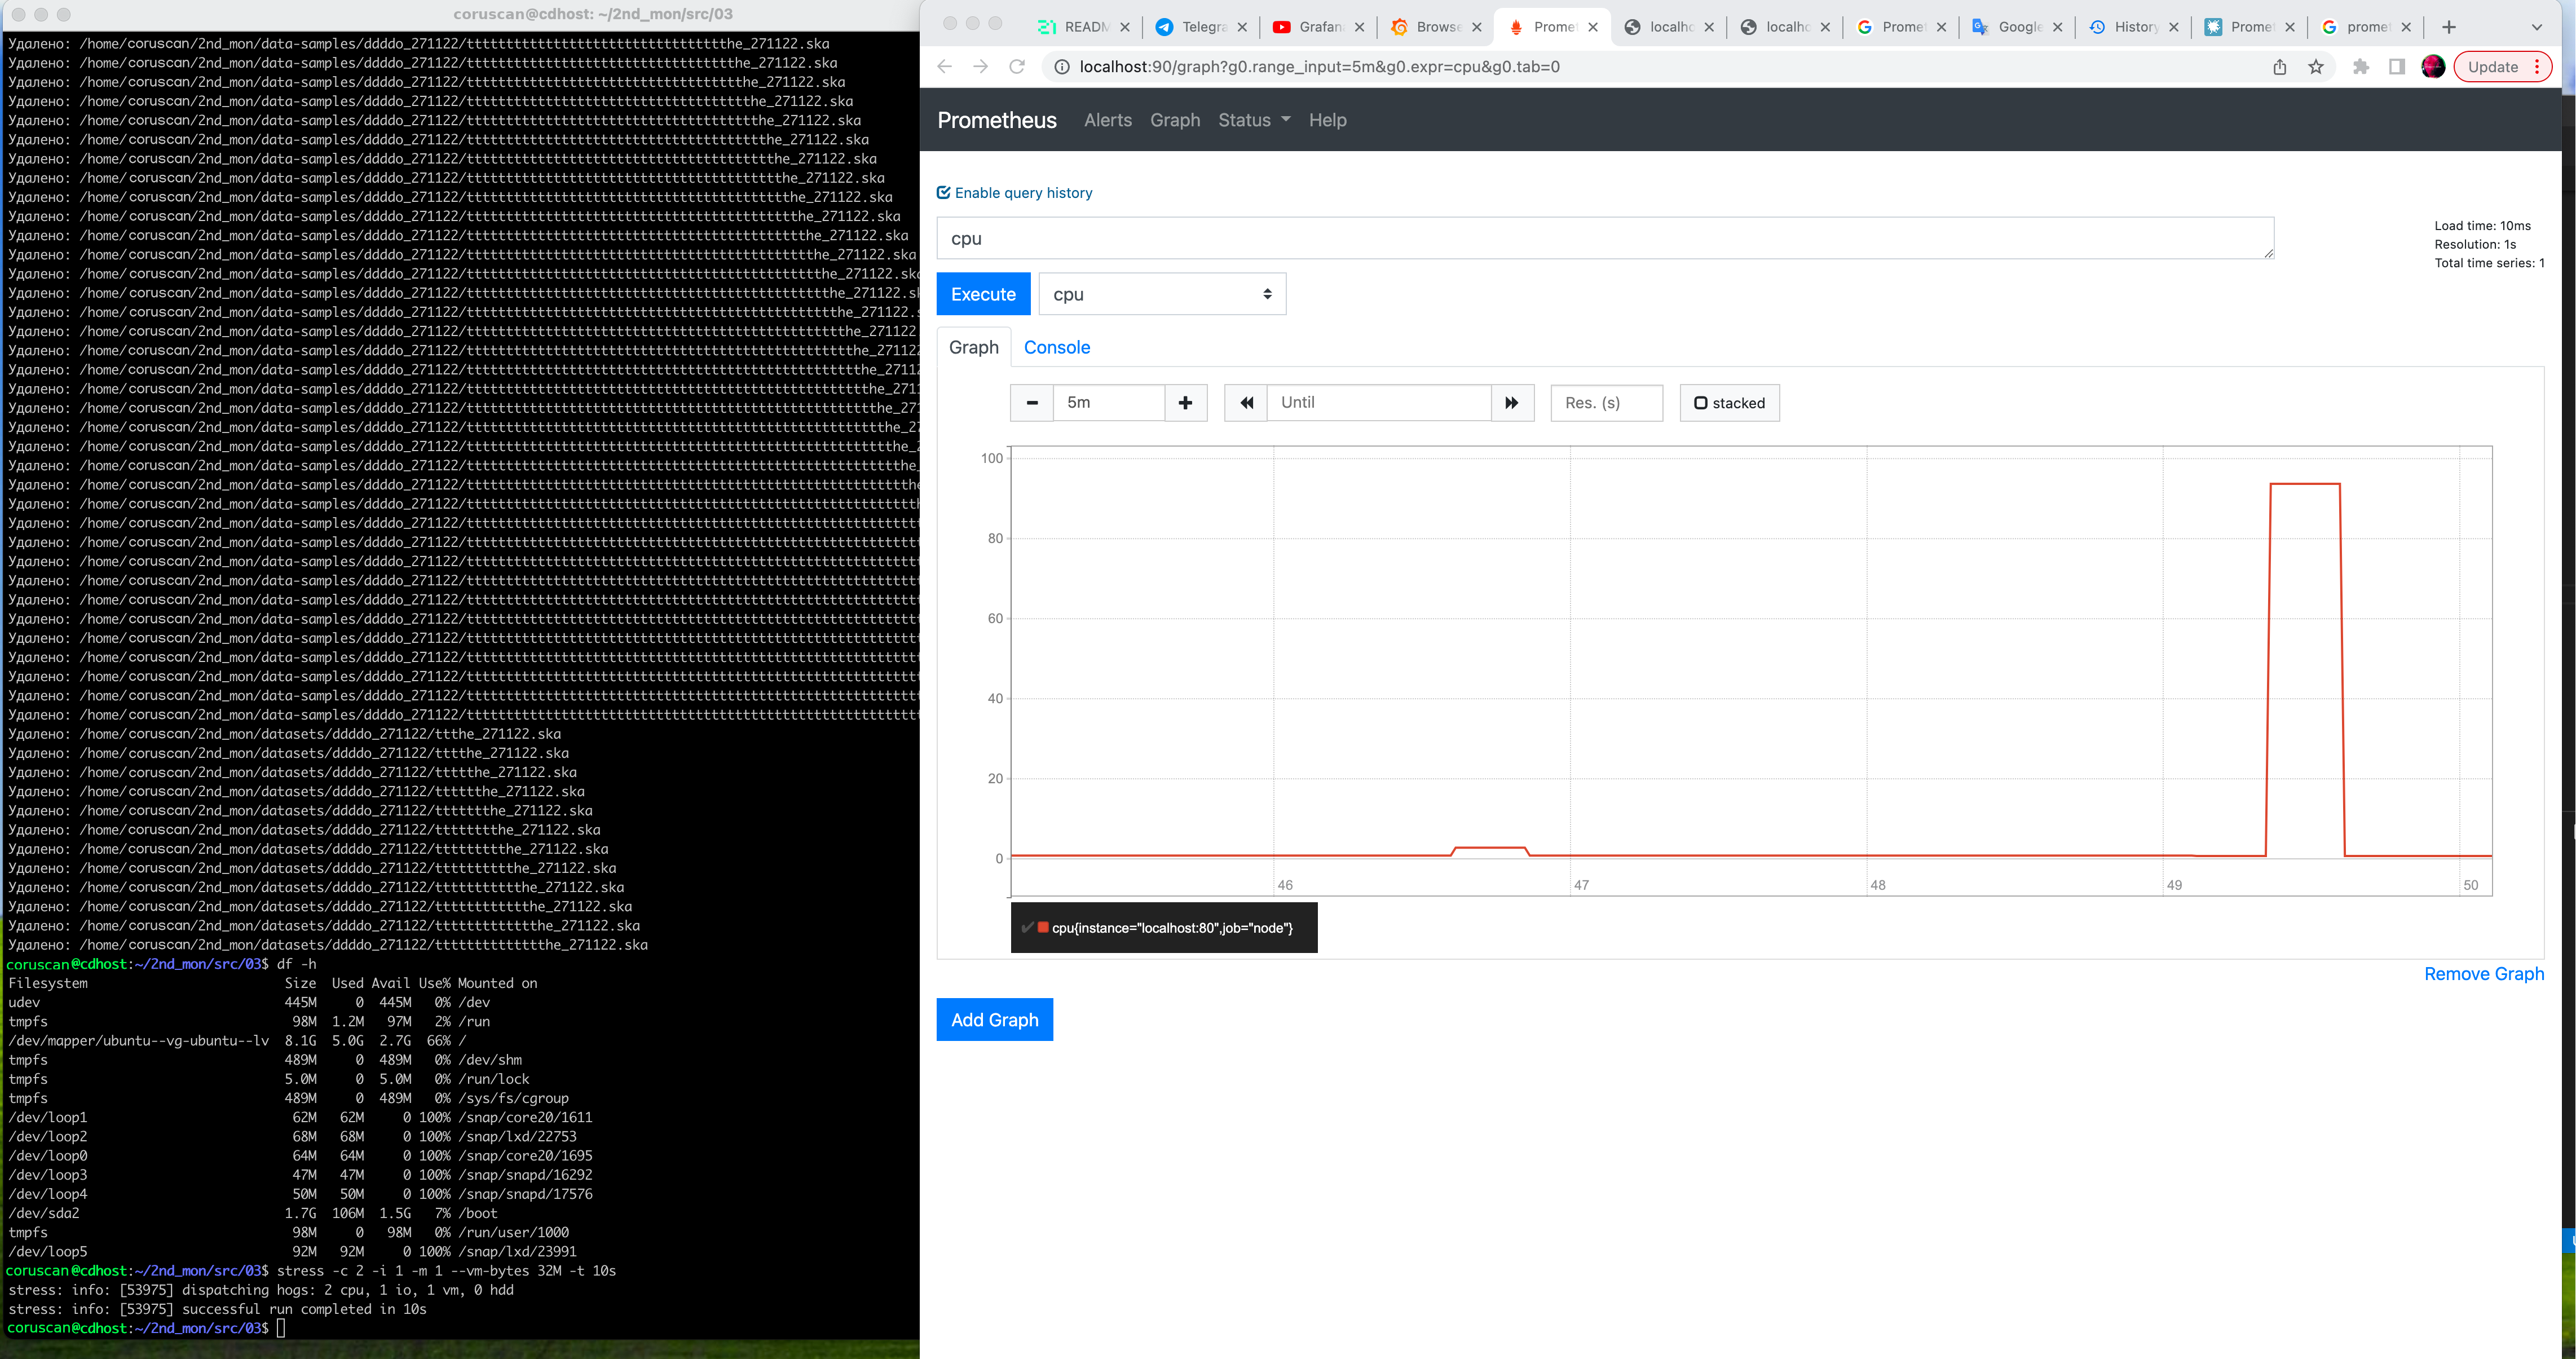 coruscan@cdhost: ~/2nd_mon/src/03
Удалено: /home/coruscan/2nd_mon/data-samples/ddddo_271122/ttttttttttttttttttttttttttttttttthe_271122.ska
Удалено: /home/coruscan/2nd_mon/data-samples/ddddo_271122/tttttttttttttttttttttttttttttttttthe_271122.ska
Удалено: /home/coruscan/2nd_mon/data-samples/ddddo_271122/ttttttttttttttttttttttttttttttttttthe_271122.ska
Удалено: /home/coruscan/2nd_mon/data-samples/ddddo_271122/tttttttttttttttttttttttttttttttttttthe_271122.ska
Удалено: /home/coruscan/2nd_mon/data-samples/ddddo_271122/ttttttttttttttttttttttttttttttttttttthe_271122.ska
Удалено: /home/coruscan/2nd_mon/data-samples/ddddo_271122/tttttttttttttttttttttttttttttttttttttthe_271122.ska
Удалено: /home/coruscan/2nd_mon/data-samples/ddddo_271122/ttttttttttttttttttttttttttttttttttttttthe_271122.ska
Удалено: /home/coruscan/2nd_mon/data-samples/ddddo_271122/tttttttttttttttttttttttttttttttttttttttthe_271122.ska
Удалено: /home/coruscan/2nd_mon/data-samples/ddddo_271122/ttttttttttttttttttttttttttttttttttttttttthe_271122.ska
Удалено: /home/coruscan/2nd_mon/data-samples/ddddo_271122/tttttttttttttttttttttttttttttttttttttttttthe_271122.ska
Удалено: /home/coruscan/2nd_mon/data-samples/ddddo_271122/ttttttttttttttttttttttttttttttttttttttttttthe_271122.ska
Удалено: /home/coruscan/2nd_mon/data-samples/ddddo_271122/tttttttttttttttttttttttttttttttttttttttttttthe_271122.ska
Удалено: /home/coruscan/2nd_mon/data-samples/ddddo_271122/ttttttttttttttttttttttttttttttttttttttttttttthe_271122.ska
Удалено: /home/coruscan/2nd_mon/data-samples/ddddo_271122/tttttttttttttttttttttttttttttttttttttttttttttthe_271122.sk
Удалено: /home/coruscan/2nd_mon/data-samples/ddddo_271122/ttttttttttttttttttttttttttttttttttttttttttttttthe_271122.s
Удалено: /home/coruscan/2nd_mon/data-samples/ddddo_271122/tttttttttttttttttttttttttttttttttttttttttttttttthe_271122.
Удалено: /home/coruscan/2nd_mon/data-samples/ddddo_271122/ttttttttttttttttttttttttttttttttttttttttttttttttthe_27112
Удалено: /home/coruscan/2nd_mon/data-samples/ddddo_271122/tttttttttttttttttttttttttttttttttttttttttttttttttthe_2712
Удалено: /home/coruscan/2nd_mon/data-samples/ddddo_271122/ttttttttttttttttttttttttttttttttttttttttttttttttttthe_271
Удалено: /home/coruscan/2nd_mon/data-samples/ddddo_271122/tttttttttttttttttttttttttttttttttttttttttttttttttttthe_27
Удалено: /home/coruscan/2nd_mon/data-samples/ddddo_271122/tttttttttttttttttttttttttttttttttttttttttttttttttttthe_2
Удалено: /home/coruscan/2nd_mon/data-samples/ddddo_271122/tttttttttttttttttttttttttttttttttttttttttttttttttttttthe_2
Удалено: /home/coruscan/2nd_mon/data-samples/ddddo_271122/ttttttttttttttttttttttttttttttttttttttttttttttttttttttthe_
Удалено: /home/coruscan/2nd_mon/data-samples/ddddo_271122/tttttttttttttttttttttttttttttttttttttttttttttttttttttttthe
Удалено: /home/coruscan/2nd_mon/data-samples/ddddo_271122/ttttttttttttttttttttttttttttttttttttttttttttttttttttttttth
Удалено: /home/coruscan/2nd_mon/data-samples/ddddo_271122/ttttttttttttttttttttttttttttttttttttttttttttttttttttttttt
Удалено: /home/coruscan/2nd_mon/data-samples/ddddo_271122/ttttttttttttttttttttttttttttttttttttttttttttttttttttttttt
Удалено: /home/coruscan/2nd_mon/data-samples/ddddo_271122/ttttttttttttttttttttttttttttttttttttttttttttttttttttttttt
Удалено: /home/coruscan/2nd_mon/data-samples/ddddo_271122/ttttttttttttttttttttttttttttttttttttttttttttttttttttttttt
Удалено: /home/coruscan/2nd_mon/data-samples/ddddo_271122/ttttttttttttttttttttttttttttttttttttttttttttttttttttttttt
Удалено: /home/coruscan/2nd_mon/data-samples/ddddo_271122/ttttttttttttttttttttttttttttttttttttttttttttttttttttttttt
Удалено: /home/coruscan/2nd_mon/data-samples/ddddo_271122/ttttttttttttttttttttttttttttttttttttttttttttttttttttttttt
Удалено: /home/coruscan/2nd_mon/data-samples/ddddo_271122/ttttttttttttttttttttttttttttttttttttttttttttttttttttttttt
Удалено: /home/coruscan/2nd_mon/data-samples/ddddo_271122/ttttttttttttttttttttttttttttttttttttttttttttttttttttttttt
Удалено: /home/coruscan/2nd_mon/data-samples/ddddo_271122/ttttttttttttttttttttttttttttttttttttttttttttttttttttttttt
Удалено: /home/coruscan/2nd_mon/data-samples/ddddo_271122/ttttttttttttttttttttttttttttttttttttttttttttttttttttttttt
Удалено: /home/coruscan/2nd_mon/datasets/ddddo_271122/ttthe_271122.ska
Удалено: /home/coruscan/2nd_mon/datasets/ddddo_271122/tttthe_271122.ska
Удалено: /home/coruscan/2nd_mon/datasets/ddddo_271122/ttttthe_271122.ska
Удалено: /home/coruscan/2nd_mon/datasets/ddddo_271122/tttttthe_271122.ska
Удалено: /home/coruscan/2nd_mon/datasets/ddddo_271122/ttttttthe_271122.ska
Удалено: /home/coruscan/2nd_mon/datasets/ddddo_271122/tttttttthe_271122.ska
Удалено: /home/coruscan/2nd_mon/datasets/ddddo_271122/ttttttttthe_271122.ska
Удалено: /home/coruscan/2nd_mon/datasets/ddddo_271122/tttttttttthe_271122.ska
Удалено: /home/coruscan/2nd_mon/datasets/ddddo_271122/ttttttttttthe_271122.ska
Удалено: /home/coruscan/2nd_mon/datasets/ddddo_271122/tttttttttttthe_271122.ska
Удалено: /home/coruscan/2nd_mon/datasets/ddddo_271122/ttttttttttttthe_271122.ska
Удалено: /home/coruscan/2nd_mon/datasets/ddddo_271122/tttttttttttttthe_271122.ska
coruscan@cdhost:~/2nd_mon/src/03$ df -h
Filesystem Size Used Avail Use% Mounted on
udev 445M 0 445M 0% /dev
tmpfs 98M 1.2M 97M 2% /run
/dev/mapper/ubuntu--vg-ubuntu--lv 8.1G 5.0G 2.7G 66% /
tmpfs 489M 0 489M 0% /dev/shm
tmpfs 5.0M 0 5.0M 0% /run/lock
tmpfs 489M 0 489M 0% /sys/fs/cgroup
/dev/loop1 62M 62M 0 100% /snap/core20/1611
/dev/loop2 68M 68M 0 100% /snap/lxd/22753
/dev/loop0 64M 64M 0 100% /snap/core20/1695
/dev/loop3 47M 47M 0 100% /snap/snapd/16292
/dev/loop4 50M 50M 0 100% /snap/snapd/17576
/dev/sda2 1.7G 106M 1.5G 7% /boot
tmpfs 98M 0 98M 0% /run/user/1000
/dev/loop5 92M 92M 0 100% /snap/lxd/23991
coruscan@cdhost:~/2nd_mon/src/03$ stress -c 2 -i 1 -m 1 --vm-bytes 32M -t 10s
stress: info: [53975] dispatching hogs: 2 cpu, 1 io, 1 vm, 0 hdd
stress: info: [53975] successful run completed in 10s
coruscan@cdhost:~/2nd_mon/src/03$
READM Telegra Grafan Browse Promet localhc localhc Promet Google History Promet promet
localhost:90/graph?g0.range_input=5m&g0.expr=cpu&g0.tab=0
Update
Prometheus Alerts Graph Status Help
Enable query history
cpu
Load time: 10ms
Resolution: 1s
Total time series: 1
Execute cpu
Graph Console
5m Until Res. (s) stacked
100
80
60
40
20
0
46 47 48 49 50
cpu{instance="localhost:80",job="node"}
Remove Graph
Add Graph